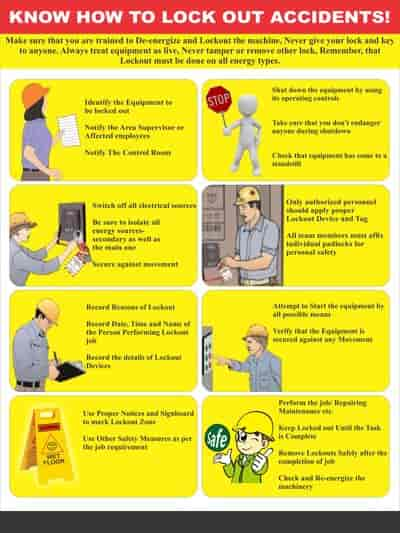 KNOW HOW TO LOCK OUT ACCIDENTS!
Make sure that you are trained to De-energize and Lockout the machine, Never give your lock and key
to anyone, Always treat equipment as live, Never tamper or remove other lock, Remember, that
Lockout must be done on all energy types.
Identify the Equipment to
be locked out
Notify the Area Supervisor or
Affected employees
Notify The Control Room
STOP
Shut down the equipment by using
its operating controls
Take care that you don't endanger
anyone during shutdown
Check that equipment has come to a
standstill
Switch off all electrical sources
Be sure to isolate all
energy sources-
secondary as well as
the main one
Secure against movement
Only authorized personnel
should apply proper
Lockout Device and Tag
All team members must affix
individual padlocks for
personal safety
Record Reasons of Lockout
Record Date, Time and Name of
the Person Performing Lockout
job
Record the details of Lockout
Devices
Attempt to Start the equipment by
all possible means
Verify that the Equipment is
secured against any Movement
WET
FLOOR
Use Proper Notices and Signboard
to mark Lockout Zone
Use Other Safety Measures as per
the job requirement
Safe
Perform the job/ Repairing
Maintenance etc.
Keep Locked out Until the Task
is Complete
Remove Lockouts Safely after the
completion of job
Check and Re-energize the
machinery